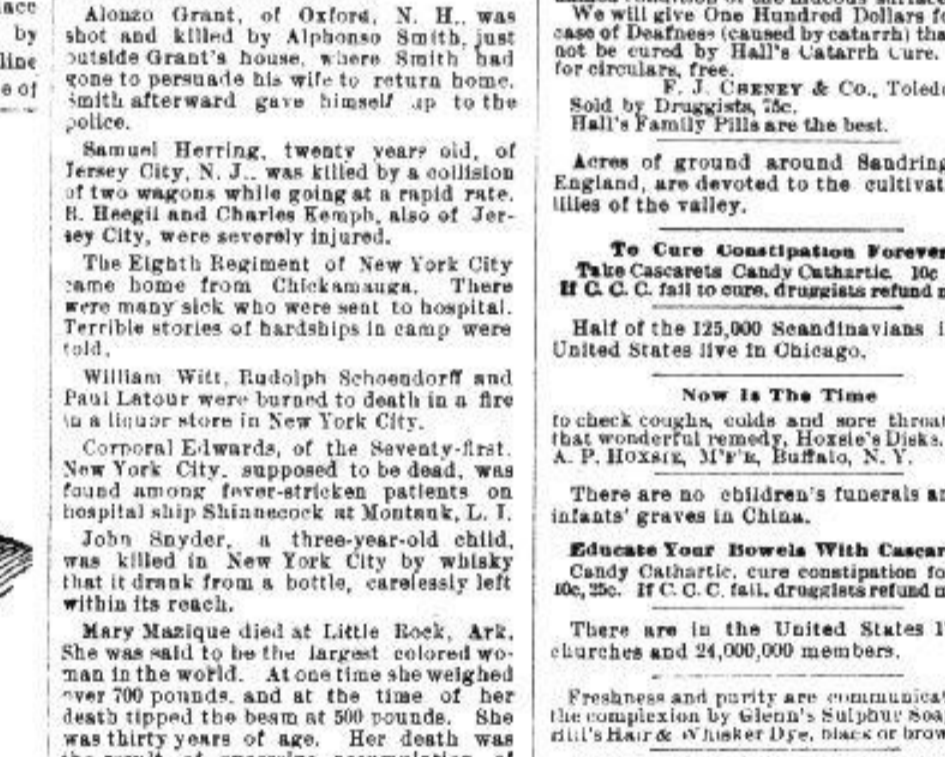 by
line
e of
Alonzo Grant, of Oxford, N. H., was
shot and killed by Alphonso Smith, just
outside Grant's house, where Smith had
gone to persuade his wife to return home.
Smith afterward gave himself up to the
police.
Samuel Herring, twenty years old, of
Jersey City, N. J., was killed by a collision
of two wagons while going at a rapid rate.
and Charles Kemph, also of Jer-
sey City, were severely injured.
The Eighth Regiment of New York City
came home from Chickamauga. There
were many sick who were sent to hospital.
Terrible stories of hardships in camp were
told.
William Witt, Rudolph Schoendorff and
Paul Latour were burned to death in a fire
in a liquor store in New York City.
Corporal Edwards, of the Seventy-first.
New York City, supposed to be dead, was
found among fever-stricken patients on
hospital ship Shinnecock at Montauk, L. I.
John Snyder, a three-year-old child,
was killed in New York City by whisky
that it drank from a bottle, carelessly left
within its reach.
Mary Mazique died at Little Rock, Ark.
She was said to be the largest colored wo-
man in the world. At one time she weighed
over 700 pounds, and at the time of her
death tipped the beam at 500 pounds. She
was thirty years of age. Her death was
We will give One Hundred Dollars fo
case of Deafness (caused by catarrh) tha
not be cured by Hall's Catarrh Cure.
for circulars, free.
F. J. CHENEY & Co., Toledo
Sold by Druggists, 75c.
Hall's Family Pills are the best.
Acres of ground around Sandring
England, are devoted to the cultivat
lilies of the valley.
To Cure Constipation Forever
Take Cascarets Candy Cathartic. 10c
If C. C. C. fail to cure, druggists refund m
Half of the 125,000 Scandinavians i
United States live in Chicago.
Now Is The Time
to check coughs, colds and sore throat
that wonderful remedy, Hoxsie's Disks.
A. P. HOXSIE, M'F'R, Buffalo, N. Y.
There are no children's funerals an
infants' graves in China.
Educate Your Bowels With Cascar
Candy Cathartic, cure constipation fo
10c, 25c. If C. C. C. fail, druggists refund m
There are in the United States 1
churches and 24,000,000 members.
Freshness and purity are communica
the complexion by Glenn's Sulphur Soa
Hill's Hair & Whisker Dye, black or brow